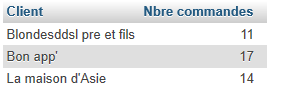 Client Nbre commandes
Blondesddsl pre et fils 11
Bon app' 17
La maison d'Asie 14